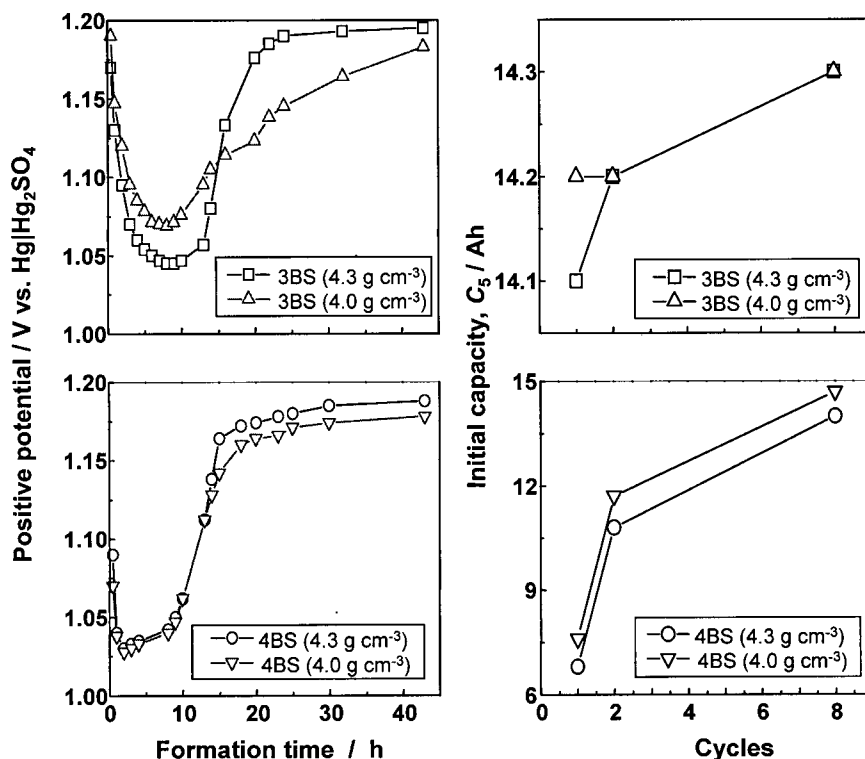 Positive potential / V vs. Hg|Hg₂SO₄
1.20
1.15
1.10
1.05
1.00
3BS (4.3 g cm⁻³)
3BS (4.0 g cm⁻³)
1.20
1.15
1.10
1.05
1.00
4BS (4.3 g cm⁻³)
4BS (4.0 g cm⁻³)
0 10 20 30 40
Formation time / h
Initial capacity, C₅ / Ah
14.3
14.2
14.1
3BS (4.3 g cm⁻³)
3BS (4.0 g cm⁻³)
15
12
9
6
4BS (4.3 g cm⁻³)
4BS (4.0 g cm⁻³)
0 2 4 6 8
Cycles